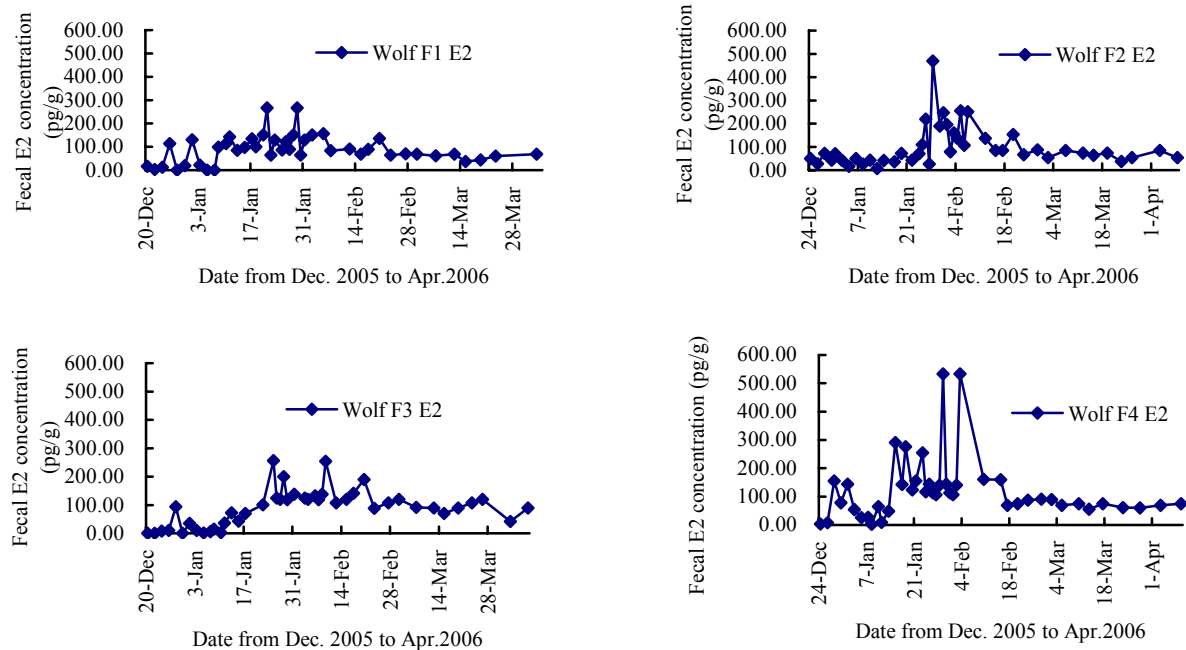 Fecal E2 concentration
(pg/g)
600.00
500.00
400.00
300.00
200.00
100.00
0.00
Wolf F1 E2
20-Dec
3-Jan
17-Jan
31-Jan
14-Feb
28-Feb
14-Mar
28-Mar
Date from Dec. 2005 to Apr.2006
Fecal E2 concentration
(pg/g)
600.00
500.00
400.00
300.00
200.00
100.00
0.00
Wolf F2 E2
24-Dec
7-Jan
21-Jan
4-Feb
18-Feb
4-Mar
18-Mar
1-Apr
Date from Dec. 2005 to Apr.2006
Fecal E2 concentration
(pg/g)
600.00
500.00
400.00
300.00
200.00
100.00
0.00
Wolf F3 E2
20-Dec
3-Jan
17-Jan
31-Jan
14-Feb
28-Feb
14-Mar
28-Mar
Date from Dec. 2005 to Apr.2006
Fecal E2 concentration (pg/g)
600.00
500.00
400.00
300.00
200.00
100.00
0.00
Wolf F4 E2
24-Dec
7-Jan
21-Jan
4-Feb
18-Feb
4-Mar
18-Mar
1-Apr
Date from Dec. 2005 to Apr.2006